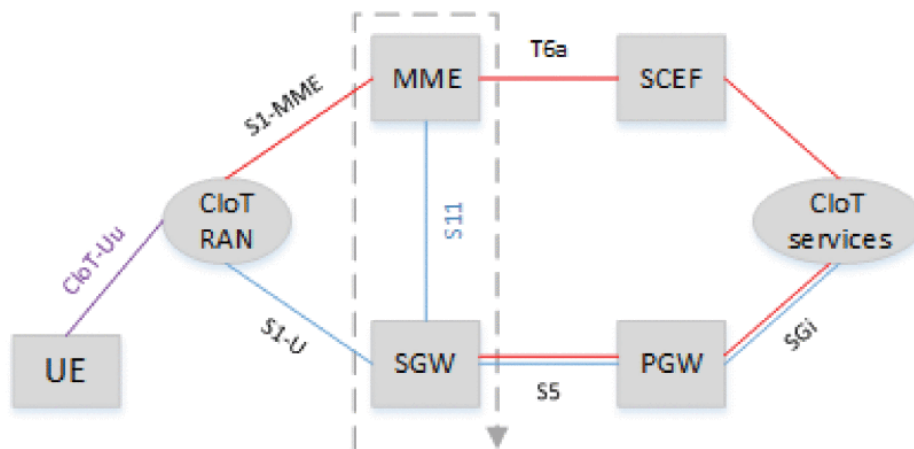 MME
T6a
SCEF
S1-MME
CIoT
RAN
S11
CIoT
services
CIoT-Uu
S1-U
UE
SGW
S5
PGW
SGi